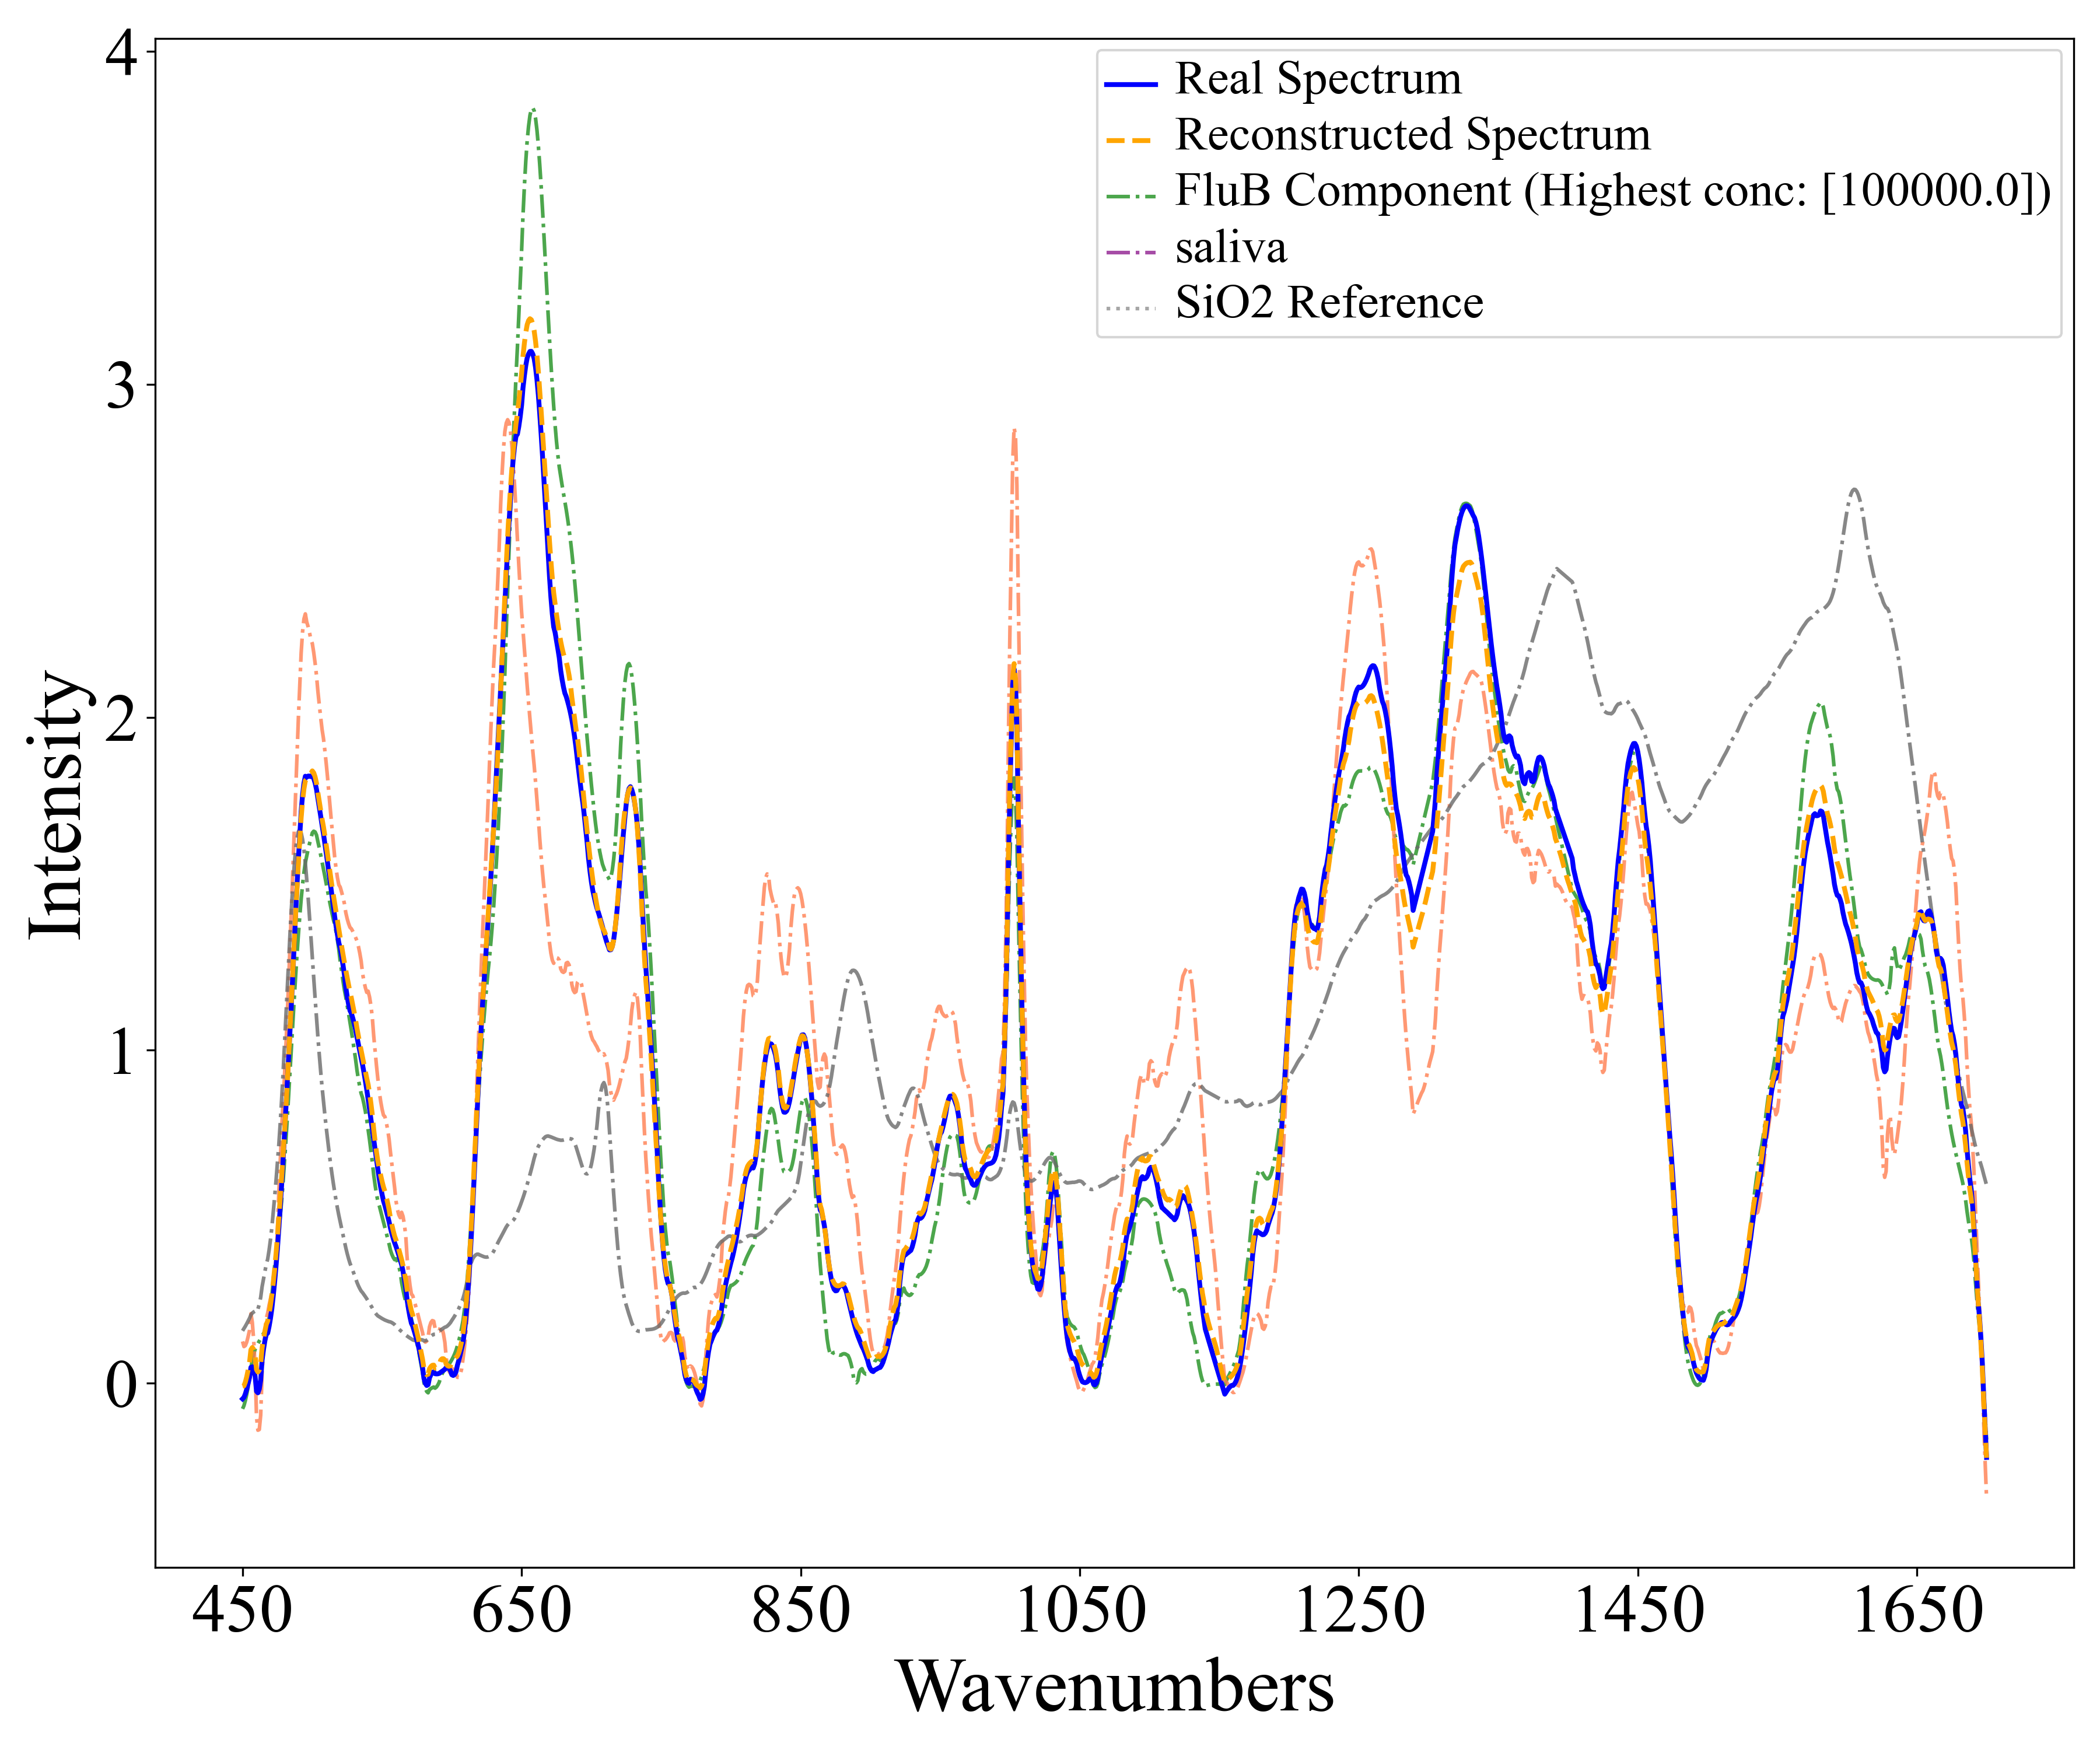 4
3
2
1
0
Intensity
450 650 850 1050 1250 1450 1650
Wavenumbers
Real Spectrum
Reconstructed Spectrum
FluB Component (Highest conc: [100000.0])
saliva
SiO2 Reference